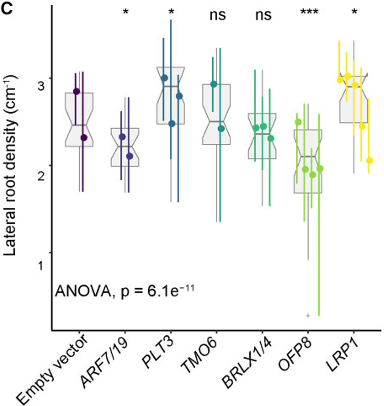 C
* * ns ns *** *
Lateral root density (cm⁻¹)
3
2
1
ANOVA, p = 6.1e⁻¹¹
Empty vector
ARF7/19
PLT3
TMO6
BRLX1/4
OFP8
LRP1